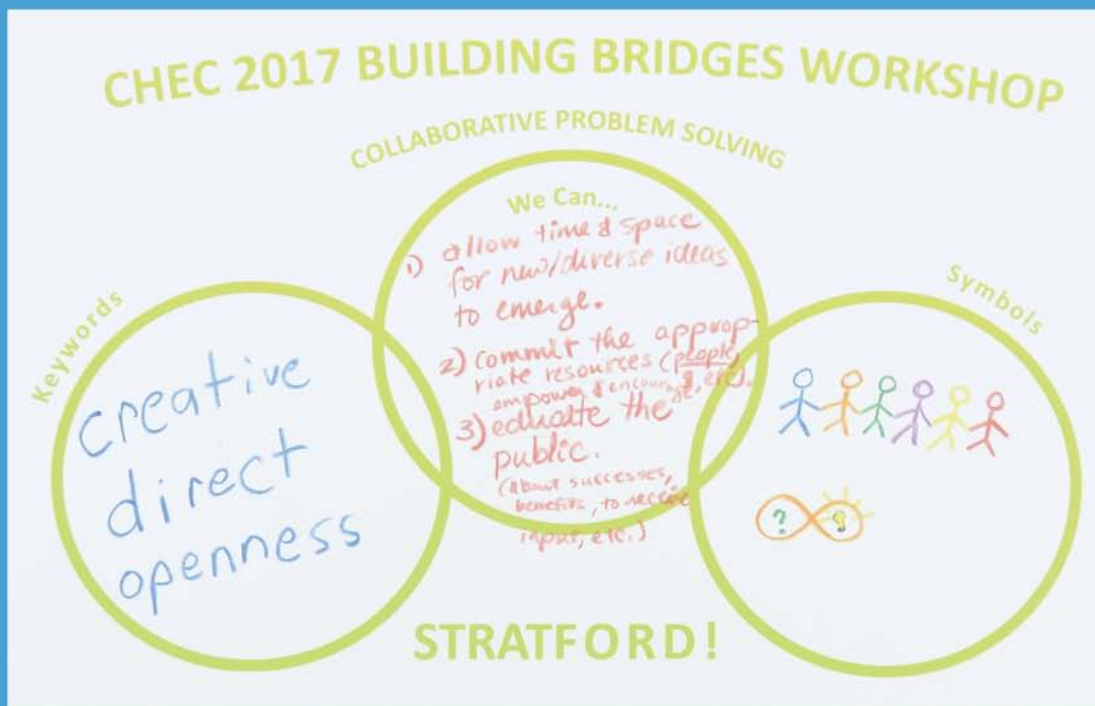 CHEC 2017 BUILDING BRIDGES WORKSHOP
COLLABORATIVE PROBLEM SOLVING
We Can...
1) allow time & space
for new/diverse ideas
to emerge.
2) commit the approp-
riate resources (people,
empower & encourage, etc).
3) educate the
public.
(about successes,
benefits, to receive
input, etc.)
Keywords
creative
direct
openness
Symbols
? ?
STRATFORD!